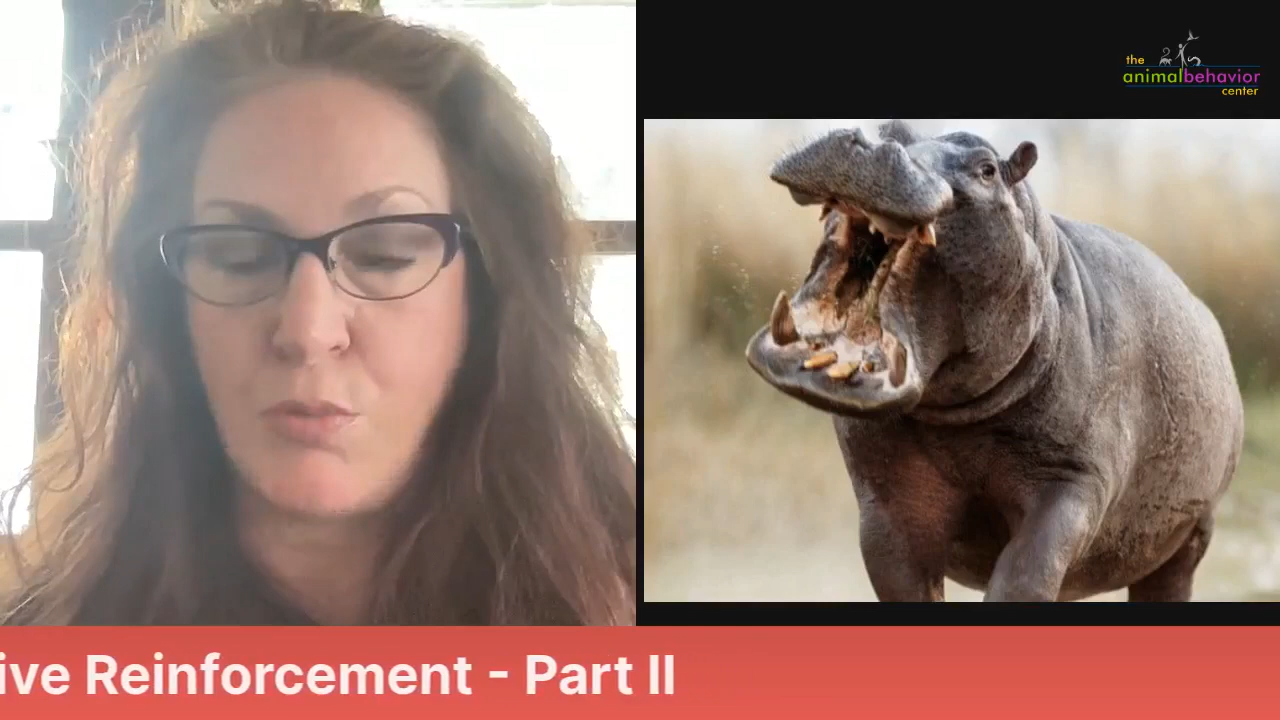 the
animalbehavior
center
ive Reinforcement - Part II